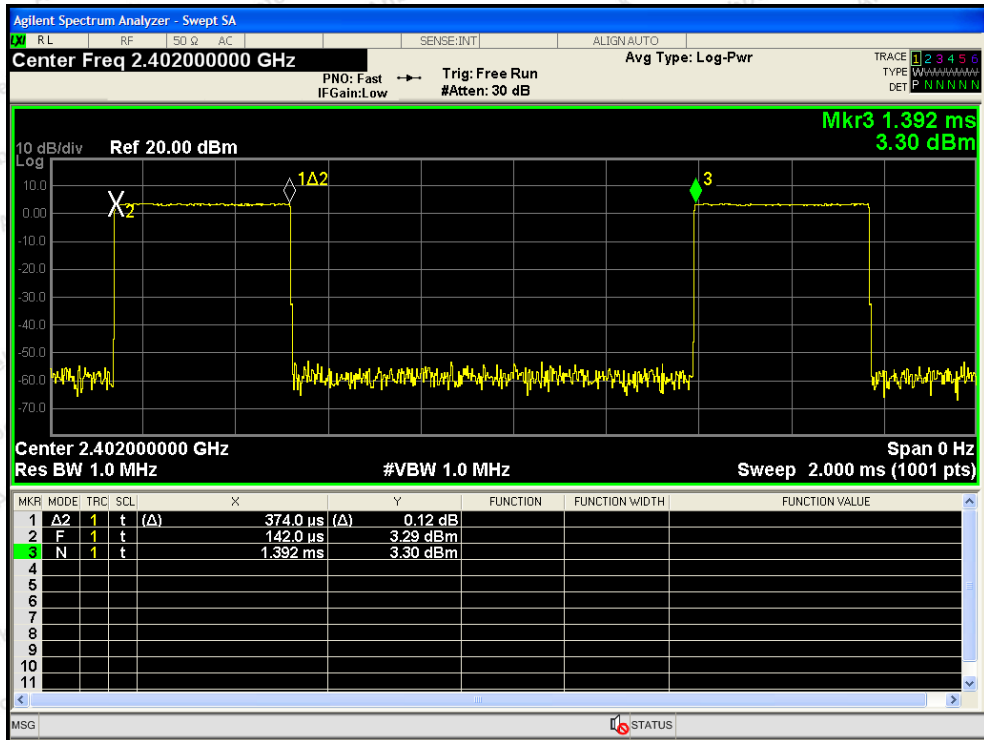 Agilent Spectrum Analyzer - Swept SA
LXI RL RF 50 Ω AC SENSE:INT ALIGN AUTO
Center Freq 2.402000000 GHz
PNO: Fast
IFGain:Low
Trig: Free Run
#Atten: 30 dB
Avg Type: Log-Pwr
TRACE 1 2 3 4 5 6
TYPE W
DET P N N N N N
Mkr3 1.392 ms
3.30 dBm
10 dB/div Ref 20.00 dBm
Log
10.0
0.00
-10.0
-20.0
-30.0
-40.0
-50.0
-60.0
-70.0
X2
1Δ2
3
Center 2.402000000 GHz Span 0 Hz
Res BW 1.0 MHz #VBW 1.0 MHz Sweep 2.000 ms (1001 pts)
MKR MODE TRC SCL X Y FUNCTION FUNCTION WIDTH FUNCTION VALUE
1 Δ2 1 t (Δ) 374.0 µs (Δ) 0.12 dB
2 F 1 t 142.0 µs 3.29 dBm
3 N 1 t 1.392 ms 3.30 dBm
4
5
6
7
8
9
10
11
MSG STATUS